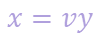 x = vy